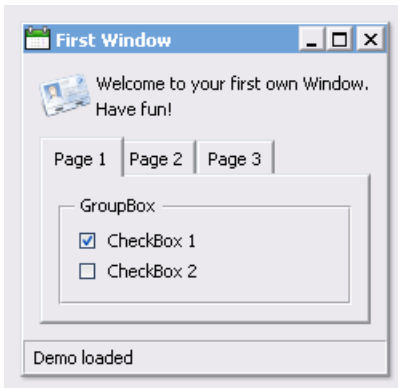 First Window
Welcome to your first own Window.
Have fun!
Page 1 Page 2 Page 3
GroupBox
CheckBox 1
CheckBox 2
Demo loaded